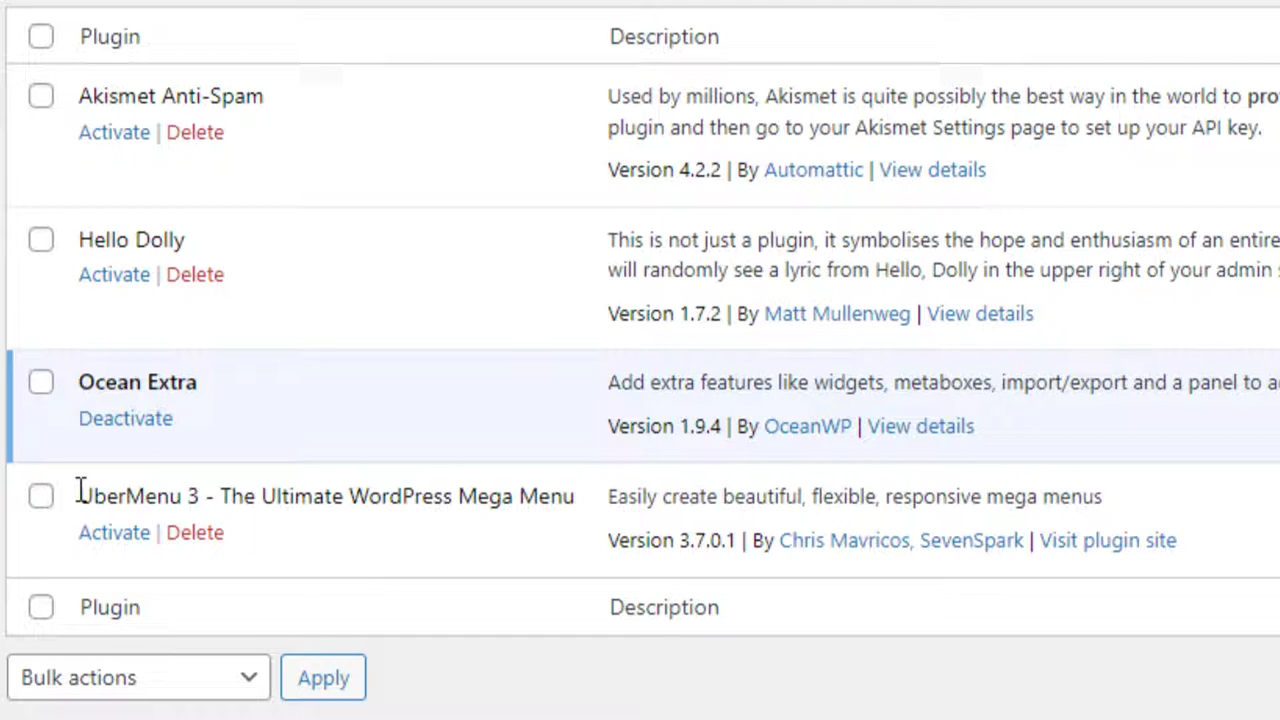 Plugin Description
Akismet Anti-Spam
Activate | Delete
Used by millions, Akismet is quite possibly the best way in the world to
plugin and then go to your Akismet Settings page to set up your API key.
Version 4.2.2 | By Automattic | View details
Hello Dolly
Activate | Delete
This is not just a plugin, it symbolises the hope and enthusiasm of an entire
will randomly see a lyric from Hello, Dolly in the upper right of your admin
Version 1.7.2 | By Matt Mullenweg | View details
Ocean Extra
Deactivate
Add extra features like widgets, metaboxes, import/export and a panel to
Version 1.9.4 | By OceanWP | View details
UberMenu 3 - The Ultimate WordPress Mega Menu
Activate | Delete
Easily create beautiful, flexible, responsive mega menus
Version 3.7.0.1 | By Chris Mavricos, SevenSpark | Visit plugin site
Plugin Description
Bulk actions Apply